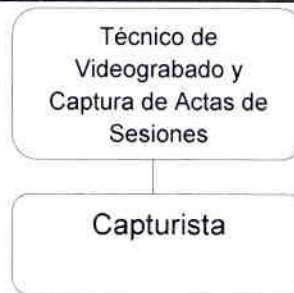 Técnico de
Videograbado y
Captura de Actas de
Sesiones
Capturista